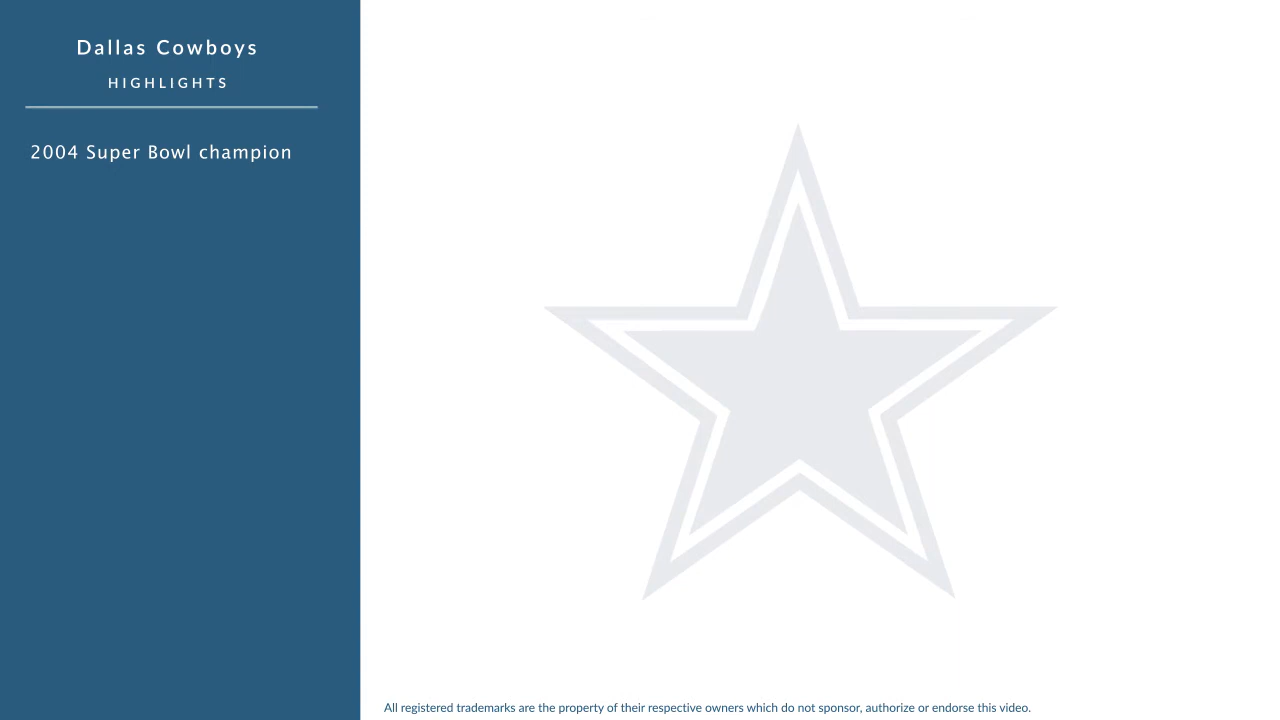 Dallas Cowboys
HIGHLIGHTS
2004 Super Bowl champion
All registered trademarks are the property of their respective owners which do not sponsor, authorize or endorse this video.